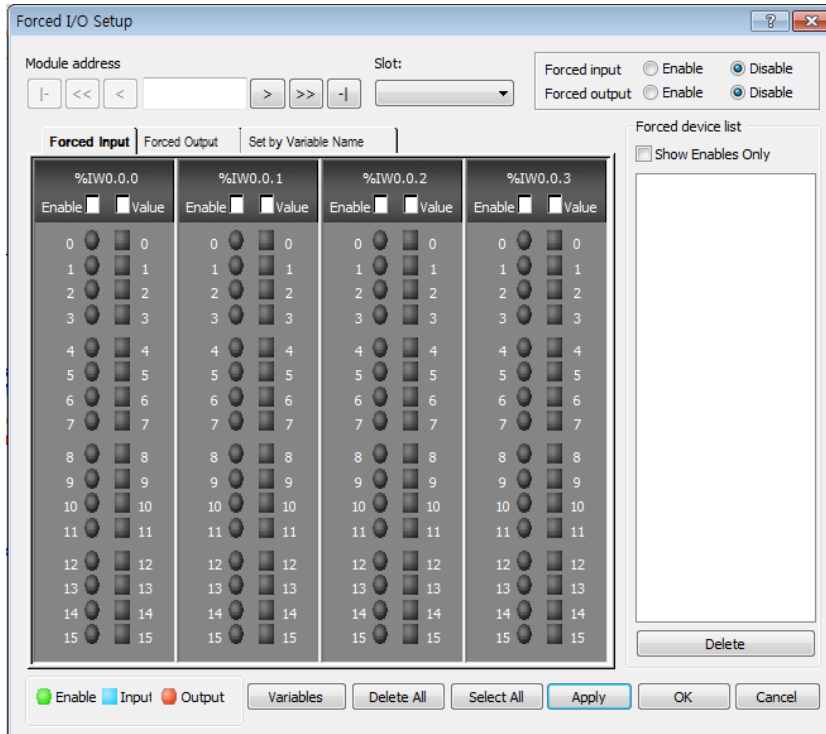 Forced I/O Setup
Module address
Slot:
|- << < > >> -|
Forced input Enable Disable
Forced output Enable Disable
Forced Input Forced Output Set by Variable Name
Forced device list
Show Enables Only
%IW0.0.0 %IW0.0.1 %IW0.0.2 %IW0.0.3
Enable Value Enable Value Enable Value Enable Value
0 0 0 0 0 0 0 0
1 1 1 1 1 1 1 1
2 2 2 2 2 2 2 2
3 3 3 3 3 3 3 3
4 4 4 4 4 4 4 4
5 5 5 5 5 5 5 5
6 6 6 6 6 6 6 6
7 7 7 7 7 7 7 7
8 8 8 8 8 8 8 8
9 9 9 9 9 9 9 9
10 10 10 10 10 10 10 10
11 11 11 11 11 11 11 11
12 12 12 12 12 12 12 12
13 13 13 13 13 13 13 13
14 14 14 14 14 14 14 14
15 15 15 15 15 15 15 15
Delete
Enable Input Output Variables Delete All Select All Apply OK Cancel